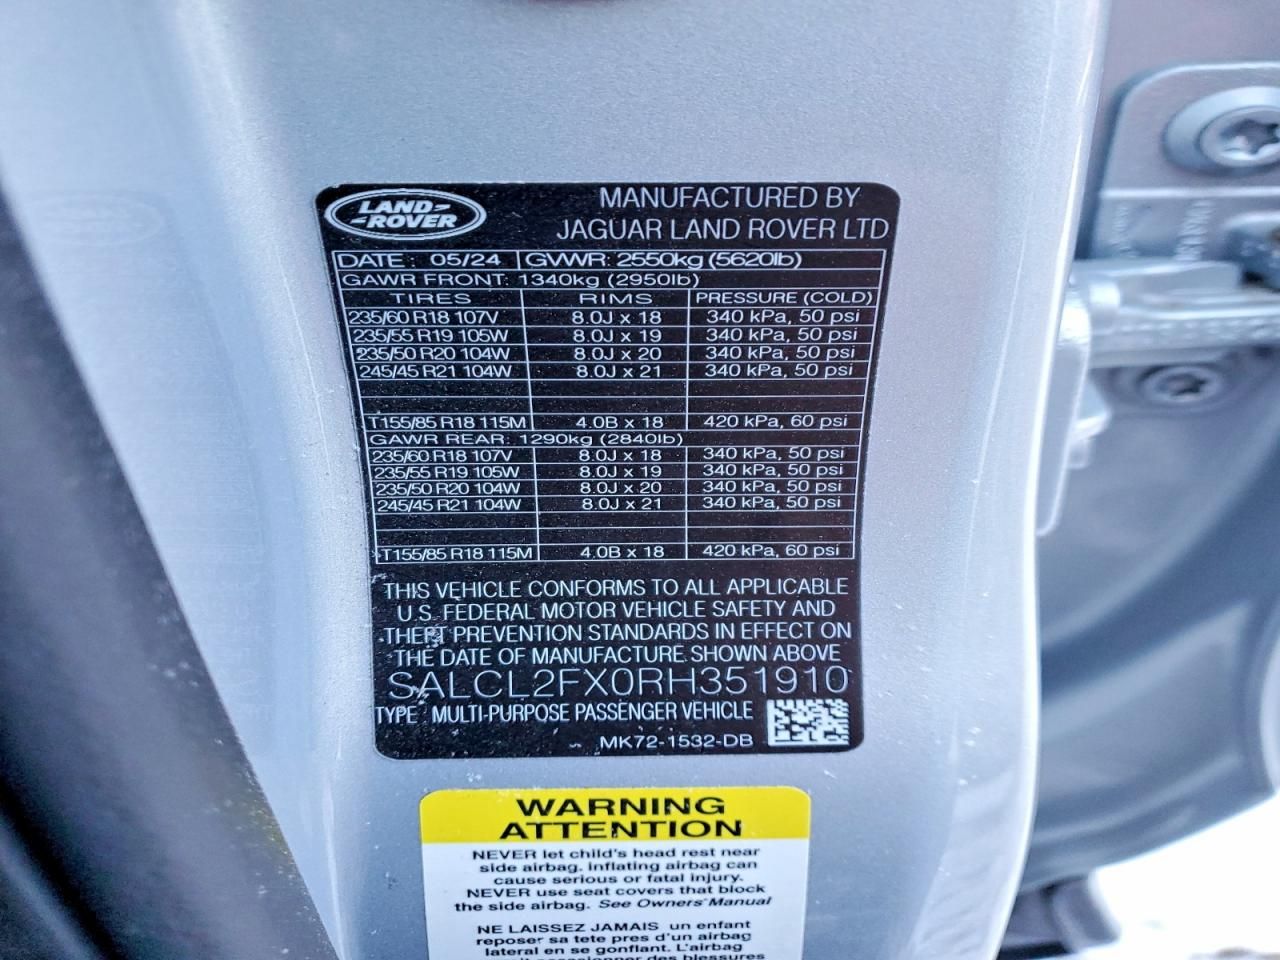 LAND-
-ROVER
MANUFACTURED BY
JAGUAR LAND ROVER LTD
DATE : 05/24 GVWR: 2550kg (5620lb)
GAWR FRONT: 1340kg (2950lb)
TIRES RIMS PRESSURE (COLD)
235/60 R18 107V 8.0J x 18 340 kPa, 50 psi
235/55 R19 105W 8.0J x 19 340 kPa, 50 psi
235/50 R20 104W 8.0J x 20 340 kPa, 50 psi
245/45 R21 104W 8.0J x 21 340 kPa, 50 psi
T155/85 R18 115M 4.0B x 18 420 kPa, 60 psi
GAWR REAR: 1290kg (2840lb)
235/60 R18 107V 8.0J x 18 340 kPa, 50 psi
235/55 R19 105W 8.0J x 19 340 kPa, 50 psi
235/50 R20 104W 8.0J x 20 340 kPa, 50 psi
245/45 R21 104W 8.0J x 21 340 kPa, 50 psi
T155/85 R18 115M 4.0B x 18 420 kPa, 60 psi
THIS VEHICLE CONFORMS TO ALL APPLICABLE
U.S. FEDERAL MOTOR VEHICLE SAFETY AND
THEFT PREVENTION STANDARDS IN EFFECT ON
THE DATE OF MANUFACTURE SHOWN ABOVE
SALCL2FX0RH351910
TYPE : MULTI-PURPOSE PASSENGER VEHICLE
MK72-1532-DB
WARNING
ATTENTION
NEVER let child's head rest near
side airbag. inflating airbag can
cause serious or fatal injury.
NEVER use seat covers that block
the side airbag. See Owners' Manual
NE LAISSEZ JAMAIS un enfant
reposer sa tete pres d'un airbag
lateral en se gonflant. L'airbag
occasionner des blessures